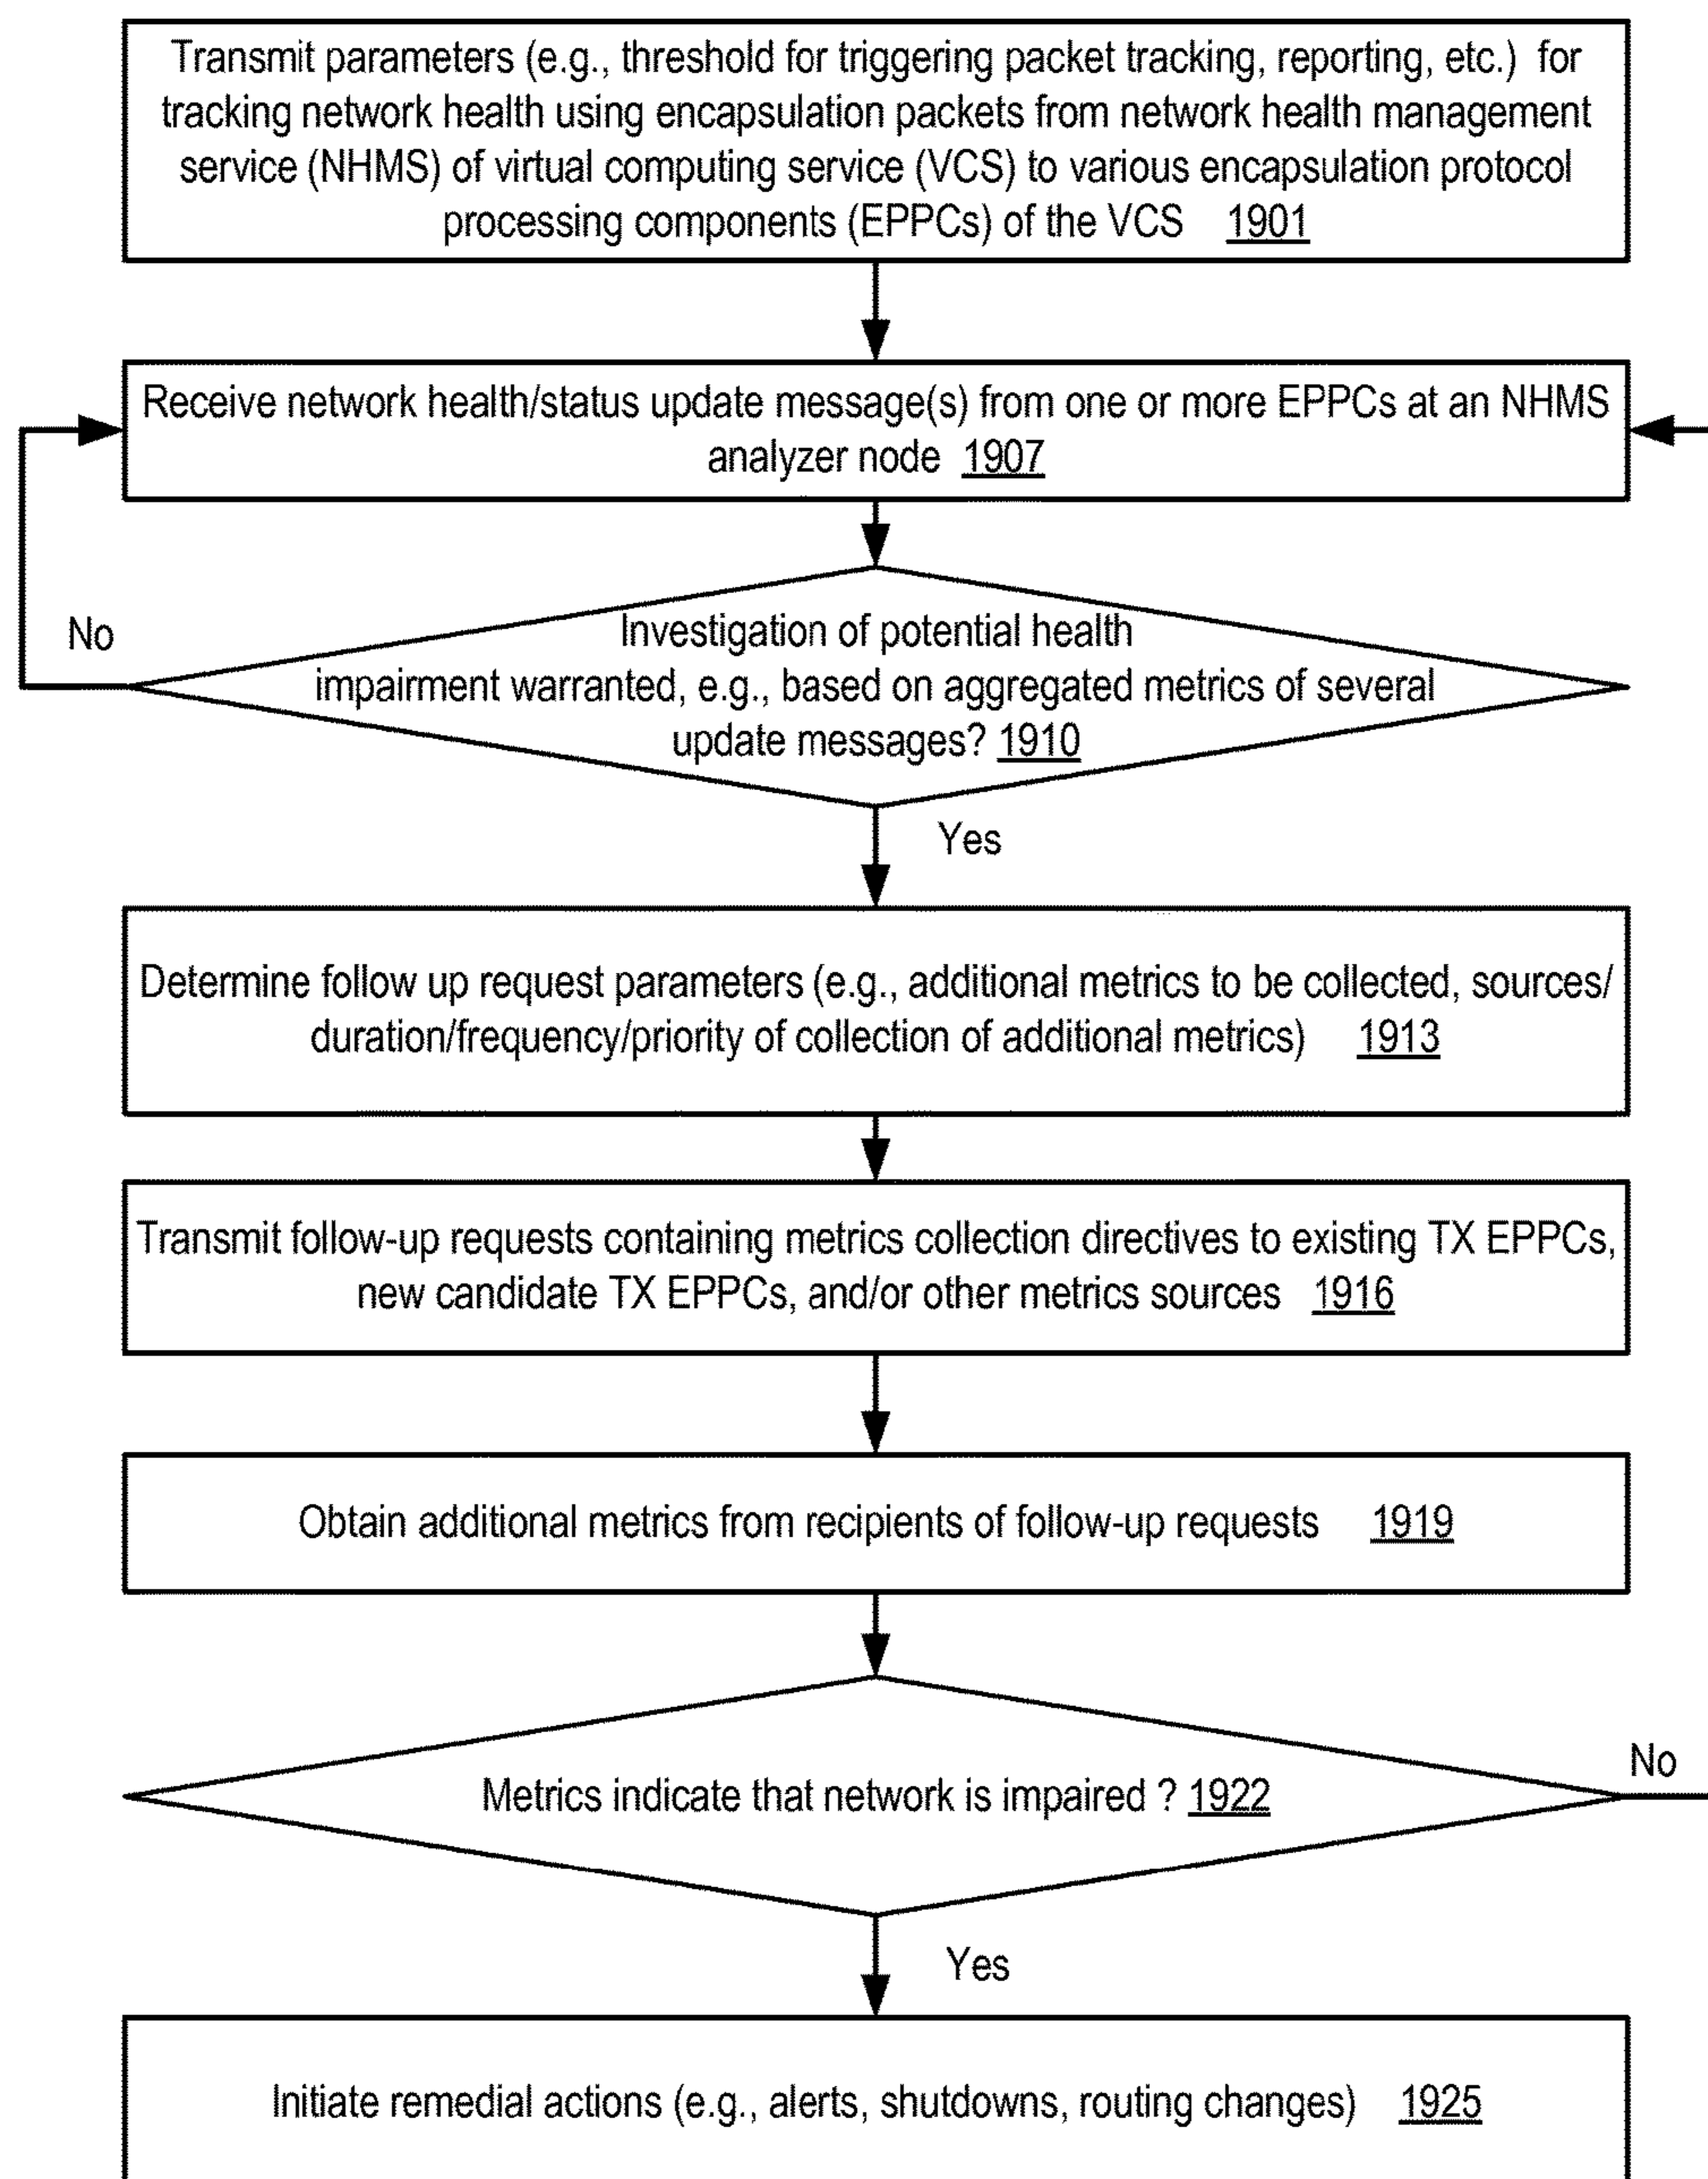 Transmit parameters (e.g., threshold for triggering packet tracking, reporting, etc.) for
tracking network health using encapsulation packets from network health management
service (NHMS) of virtual computing service (VCS) to various encapsulation protocol
processing components (EPPCs) of the VCS 1901
Receive network health/status update message(s) from one or more EPPCs at an NHMS
analyzer node 1907
No
Investigation of potential health
impairment warranted, e.g., based on aggregated metrics of several
update messages? 1910
Yes
Determine follow up request parameters (e.g., additional metrics to be collected, sources/
duration/frequency/priority of collection of additional metrics) 1913
Transmit follow-up requests containing metrics collection directives to existing TX EPPCs,
new candidate TX EPPCs, and/or other metrics sources 1916
Obtain additional metrics from recipients of follow-up requests 1919
No
Metrics indicate that network is impaired ? 1922
Yes
Initiate remedial actions (e.g., alerts, shutdowns, routing changes) 1925